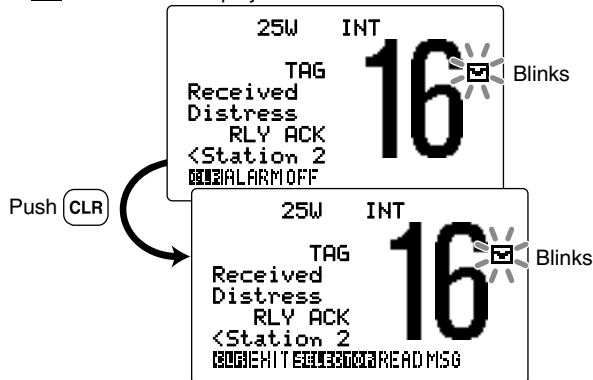 25W INT
TAG
16
Blinks
Received
Distress
RLY ACK
<Station 2
CLR ALARM OFF
Push CLR
25W INT
TAG
16
Blinks
Received
Distress
RLY ACK
<Station 2
CLR EXIT SELECTOR READ MSG